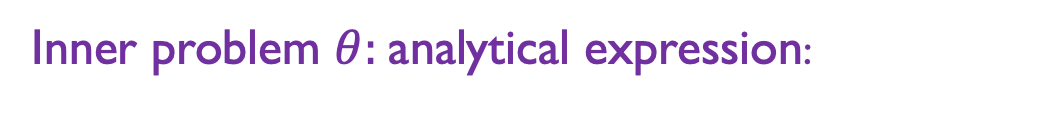 Inner problem θ: analytical expression: